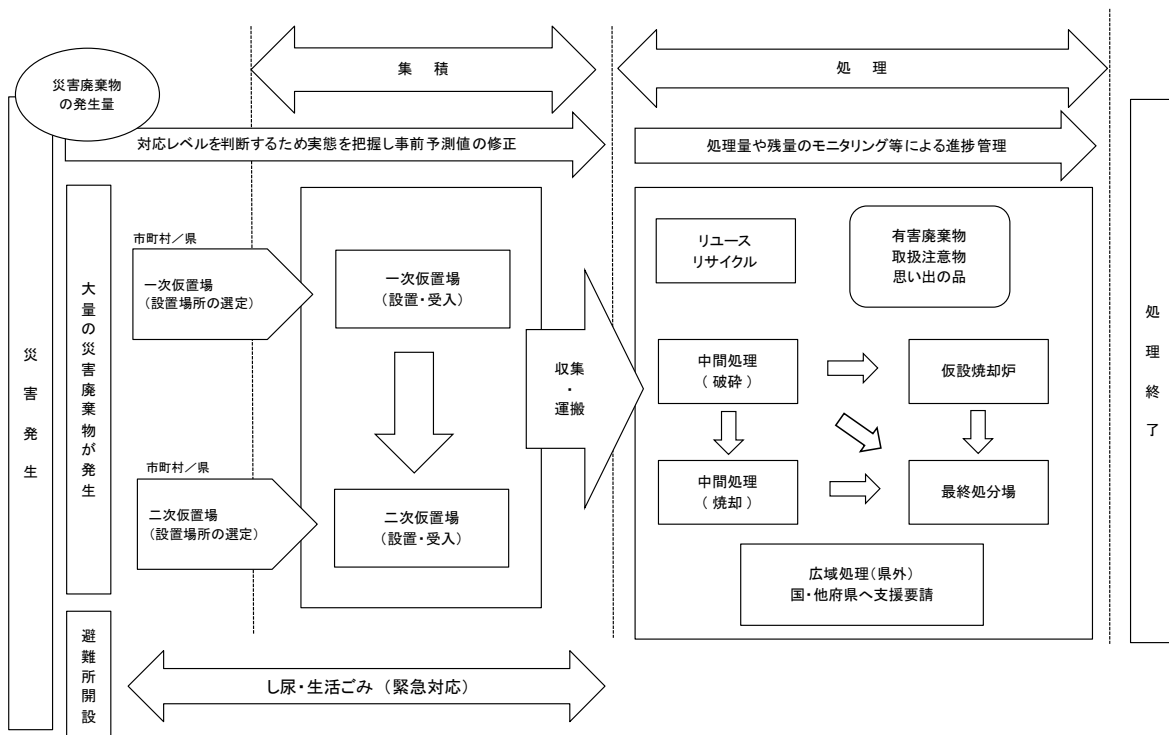 集 積
処 理
災害廃棄物
の発生量
対応レベルを判断するため実態を把握し事前予測値の修正
処理量や残量のモニタリング等による進捗管理
災害発生
大量の災害廃棄物が発生
避難所開設
市町村／県
一次仮置場
（設置場所の選定）
市町村／県
二次仮置場
（設置場所の選定）
一次仮置場
（設置・受入）
二次仮置場
（設置・受入）
収集
・
運搬
リユース
リサイクル
有害廃棄物
取扱注意物
思い出の品
中間処理
（ 破砕 ）
仮設焼却炉
中間処理
（ 焼却 ）
最終処分場
広域処理（県外）
国・他府県へ支援要請
し尿・生活ごみ （緊急対応）
処理終了